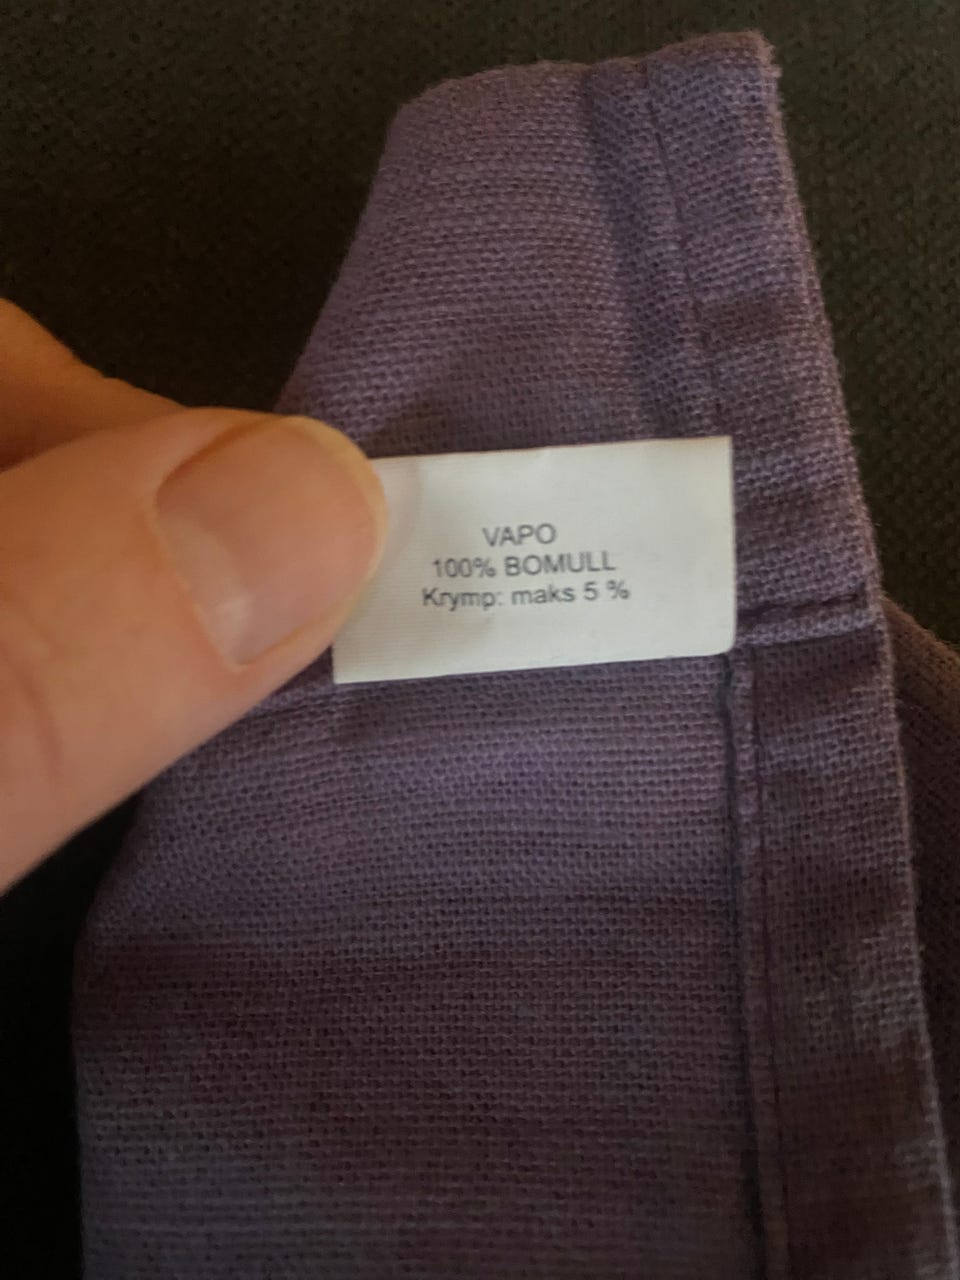 VAPO
100% BOMULL
Krymp: maks 5 %